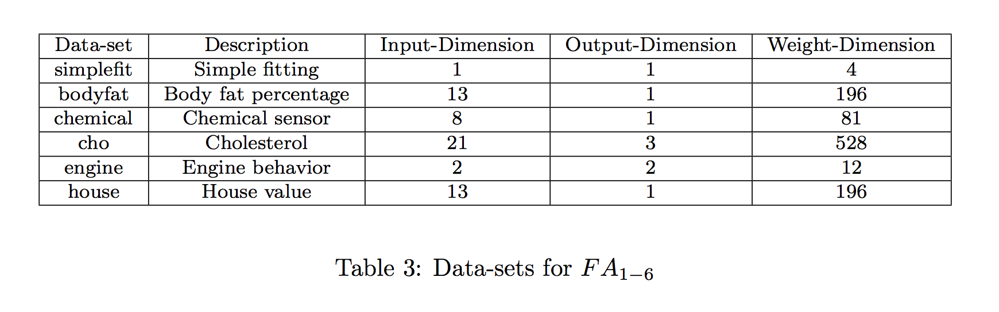 Data-set Description Input-Dimension Output-Dimension Weight-Dimension
simplefit Simple fitting 1 1 4
bodyfat Body fat percentage 13 1 196
chemical Chemical sensor 8 1 81
cho Cholesterol 21 3 528
engine Engine behavior 2 2 12
house House value 13 1 196
Table 3: Data-sets for FA₁₋₆